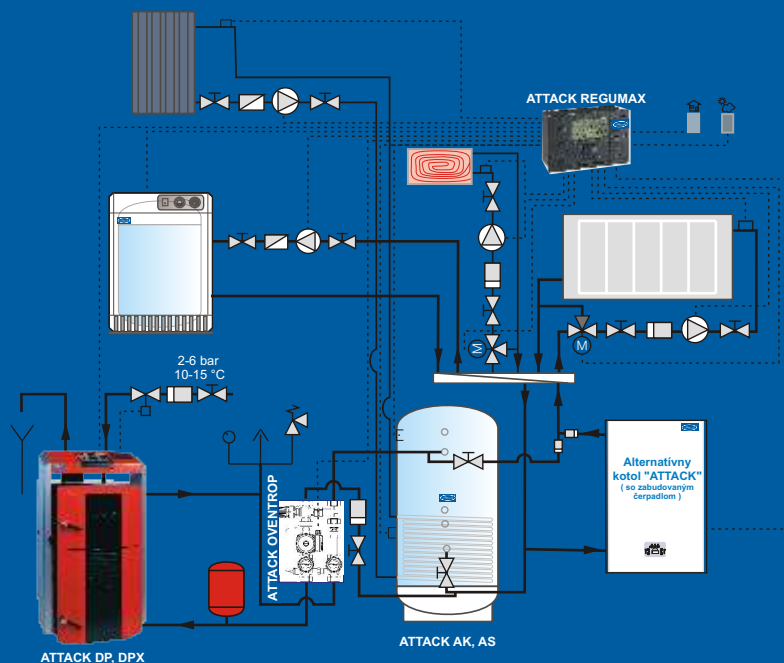 ATTACK REGUMAX
M
M
2-6 bar
10-15 °C
ATTACK OVENTROP
Alternatívny
kotol "ATTACK"
( so zabudovaným
čerpadlom )
ATTACK AK, AS
ATTACK DP, DPX